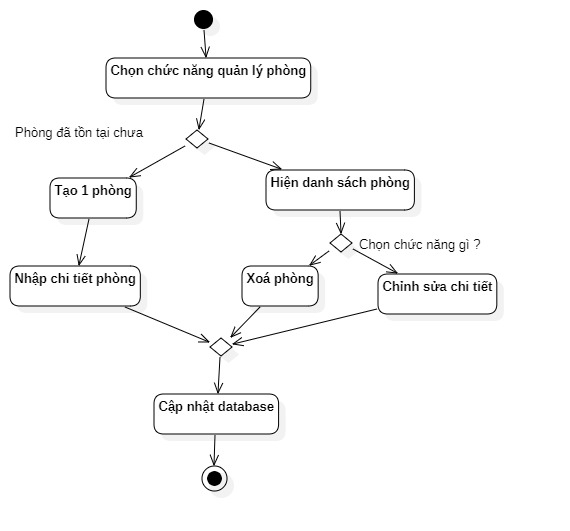 Chọn chức năng quản lý phòng
Phòng đã tồn tại chưa
Tạo 1 phòng
Hiện danh sách phòng
Chọn chức năng gì ?
Nhập chi tiết phòng
Xoá phòng
Chỉnh sửa chi tiết
Cập nhật database